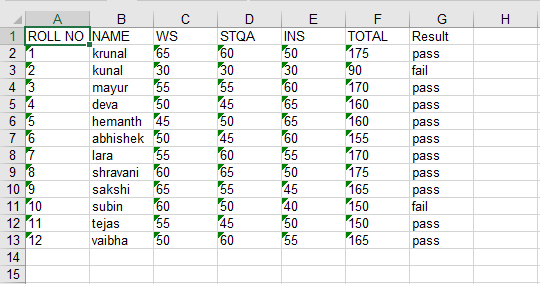 A B C D E F G H
1 ROLL NO NAME WS STQA INS TOTAL Result
2 1 krunal 65 60 50 175 pass
3 2 kunal 30 30 30 90 fail
4 3 mayur 55 55 60 170 pass
5 4 deva 50 45 65 160 pass
6 5 hemanth 45 50 65 160 pass
7 6 abhishek 50 45 60 155 pass
8 7 lara 55 60 55 170 pass
9 8 shravani 60 65 50 175 pass
10 9 sakshi 65 55 45 165 pass
11 10 subin 60 50 40 150 fail
12 11 tejas 55 45 50 150 pass
13 12 vaibha 50 60 55 165 pass
14
15